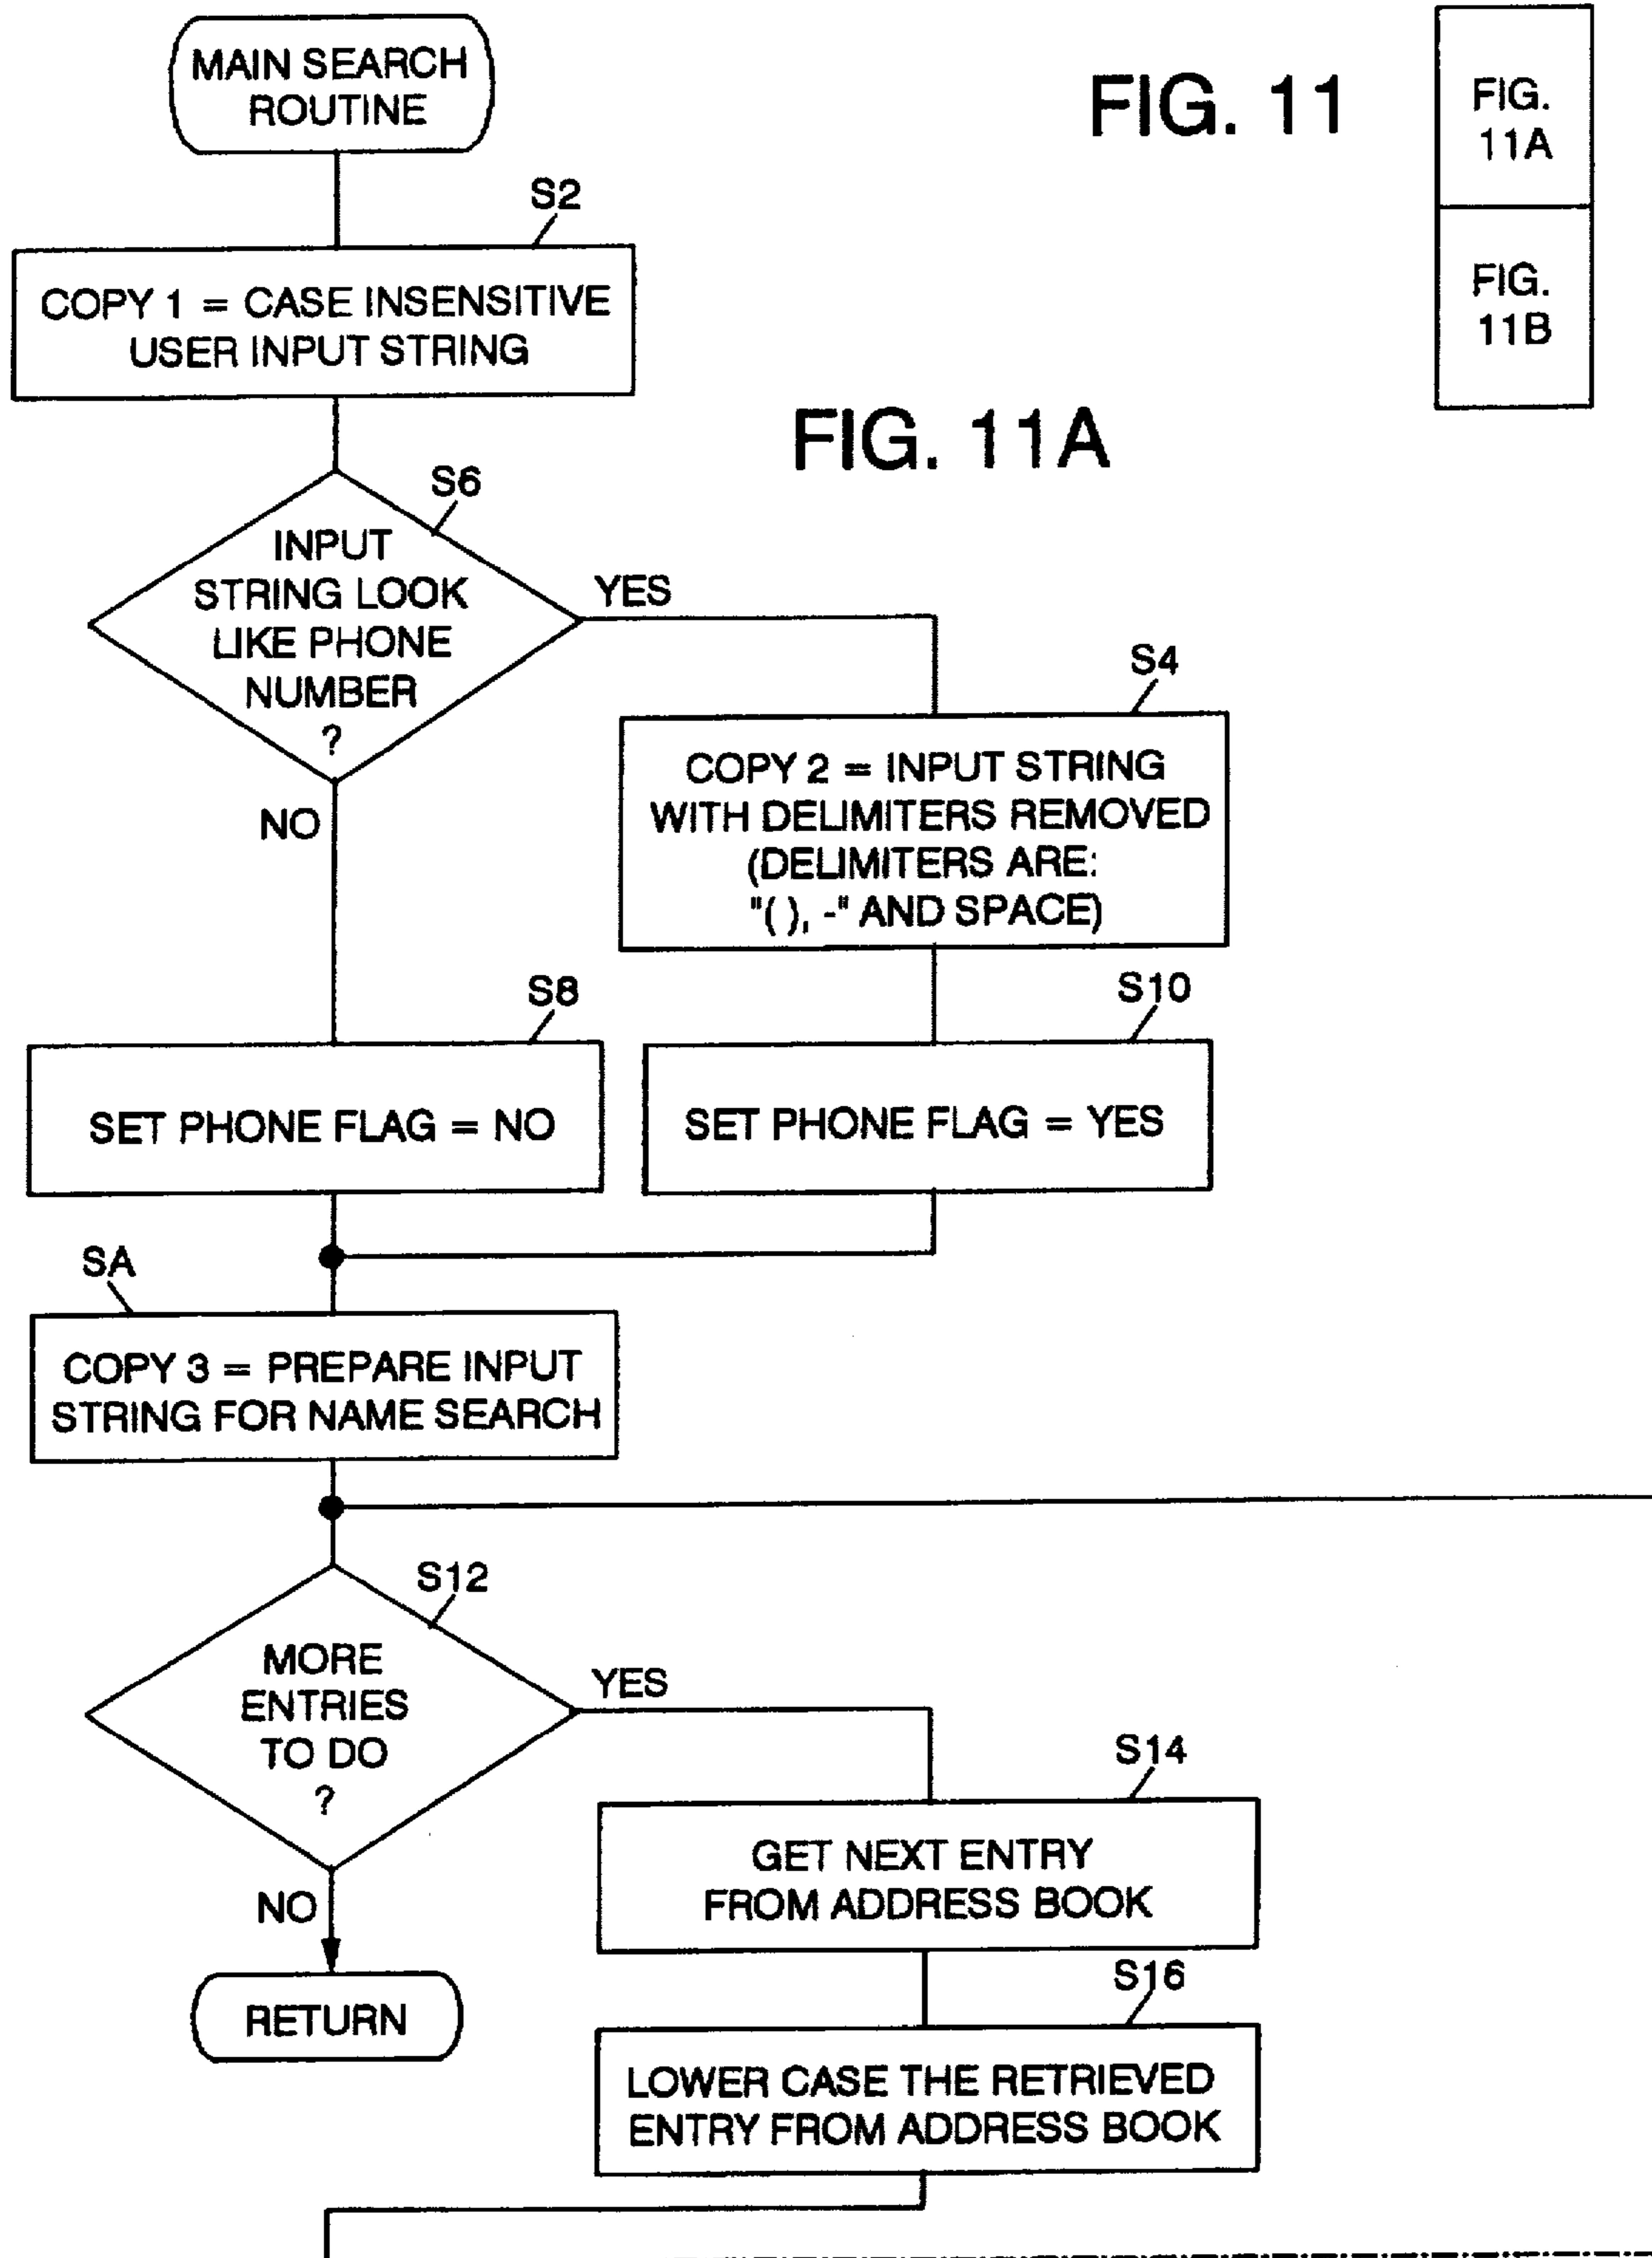 MAIN SEARCH
ROUTINE
FIG. 11
FIG.
11A
FIG.
11B
S2
COPY 1 = CASE INSENSITIVE
USER INPUT STRING
FIG. 11A
S6
INPUT
STRING LOOK
LIKE PHONE
NUMBER
?
YES
NO
S4
COPY 2 = INPUT STRING
WITH DELIMITERS REMOVED
(DELIMITERS ARE:
"( ), -" AND SPACE)
S8
SET PHONE FLAG = NO
S10
SET PHONE FLAG = YES
SA
COPY 3 = PREPARE INPUT
STRING FOR NAME SEARCH
S12
MORE
ENTRIES
TO DO
?
YES
NO
RETURN
S14
GET NEXT ENTRY
FROM ADDRESS BOOK
S16
LOWER CASE THE RETRIEVED
ENTRY FROM ADDRESS BOOK